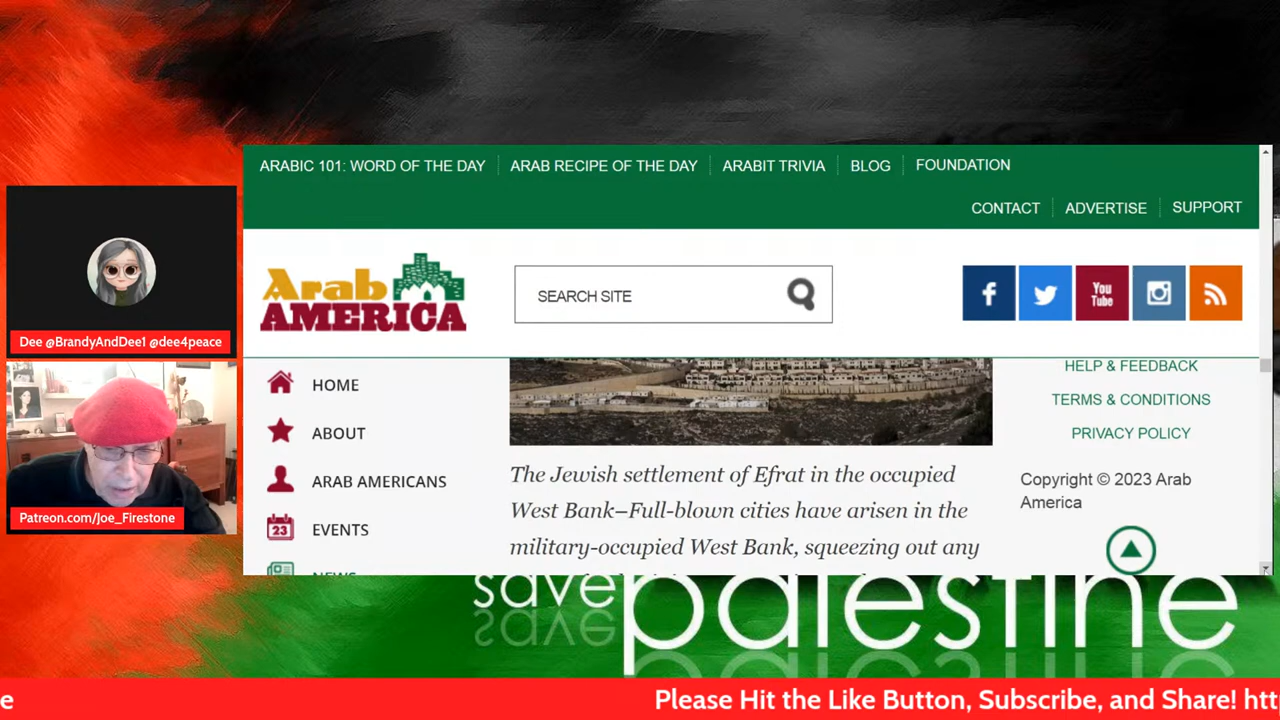 ARABIC 101: WORD OF THE DAY
ARAB RECIPE OF THE DAY
ARABIT TRIVIA
BLOG
FOUNDATION
CONTACT
ADVERTISE
SUPPORT
Arab
AMERICA
SEARCH SITE
f
You
Tube
HOME
ABOUT
ARAB AMERICANS
23
EVENTS
NEWS
The Jewish settlement of Efrat in the occupied
West Bank–Full-blown cities have arisen in the
military-occupied West Bank, squeezing out any
HELP & FEEDBACK
TERMS & CONDITIONS
PRIVACY POLICY
Copyright © 2023 Arab
America
Dee @BrandyAndDee1 @dee4peace
Patreon.com/Joe_Firestone
save palestine
e
Please Hit the Like Button, Subscribe, and Share! htt